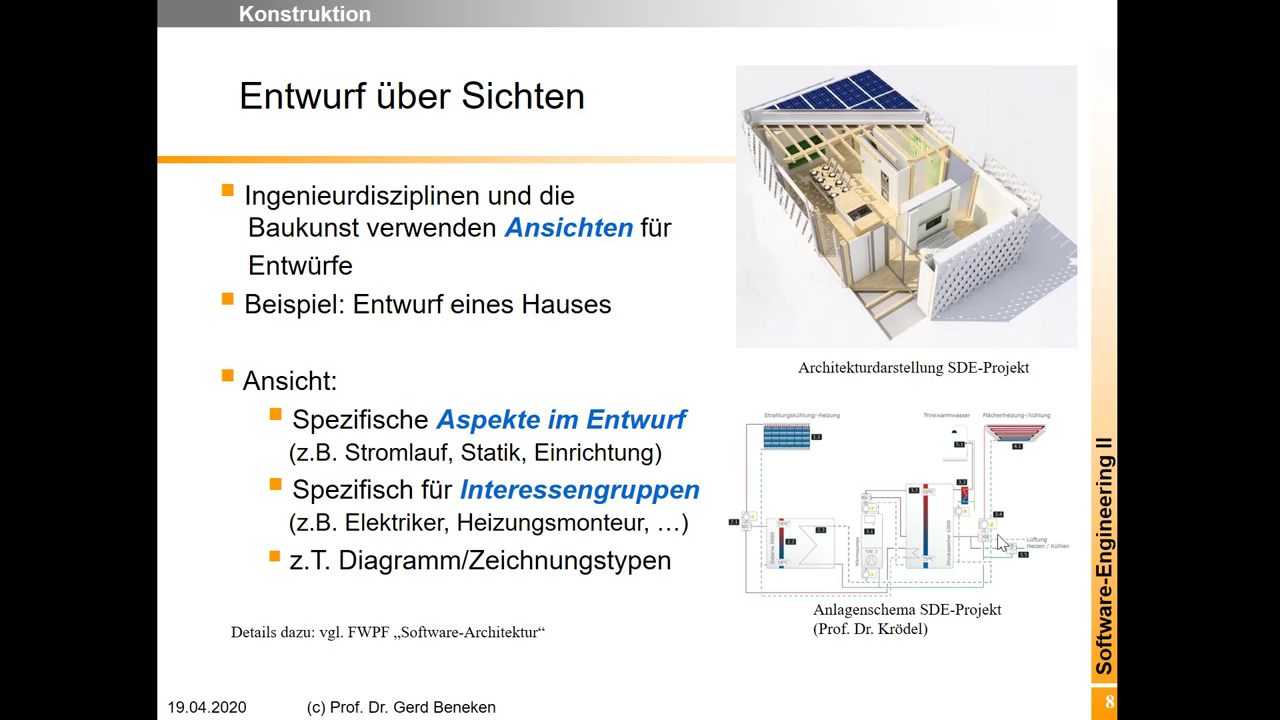 Konstruktion
Entwurf über Sichten
Ingenieurdisziplinen und die
Baukunst verwenden Ansichten für
Entwürfe
Beispiel: Entwurf eines Hauses
Ansicht:
Spezifische Aspekte im Entwurf
(z.B. Stromlauf, Statik, Einrichtung)
Spezifisch für Interessengruppen
(z.B. Elektriker, Heizungsmonteur, …)
z.T. Diagramm/Zeichnungstypen
Details dazu: vgl. FWPF „Software-Architektur“
Architekturdarstellung SDE-Projekt
Strahlungskühlung/-heizung
Trinkwarmwasser
Flächenheizung-/kühlung
Lüftung
Heizen / Kühlen
Anlagenschema SDE-Projekt
(Prof. Dr. Krödel)
Software-Engineering II
8
19.04.2020
(c) Prof. Dr. Gerd Beneken